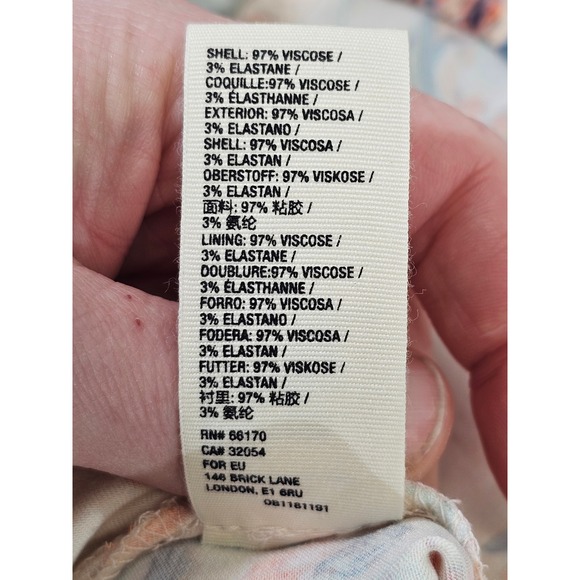 SHELL: 97% VISCOSE /
3% ELASTANE /
COQUILLE:97% VISCOSE /
3% ÉLASTHANNE /
EXTERIOR: 97% VISCOSA /
3% ELASTANO /
SHELL: 97% VISCOSA /
3% ELASTAN /
OBERSTOFF: 97% VISKOSE /
3% ELASTAN /
面料: 97% 粘胶 /
3% 氨纶
LINING: 97% VISCOSE /
3% ELASTANE /
DOUBLURE:97% VISCOSE /
3% ÉLASTHANNE /
FORRO: 97% VISCOSA /
3% ELASTANO /
FODERA: 97% VISCOSA /
3% ELASTAN /
FUTTER: 97% VISKOSE /
3% ELASTAN /
衬里: 97% 粘胶 /
3% 氨纶
RN# 66170
CA# 32054
FOR EU
146 BRICK LANE
LONDON, E1 6RU
OB1181191